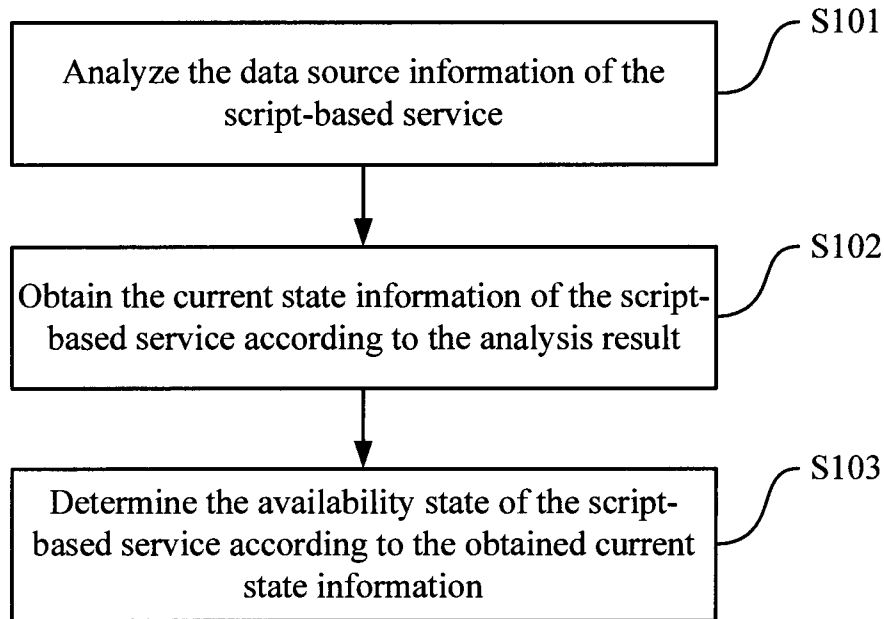 S101
Analyze the data source information of the
script-based service
S102
Obtain the current state information of the script-
based service according to the analysis result
S103
Determine the availability state of the script-
based service according to the obtained current
state information